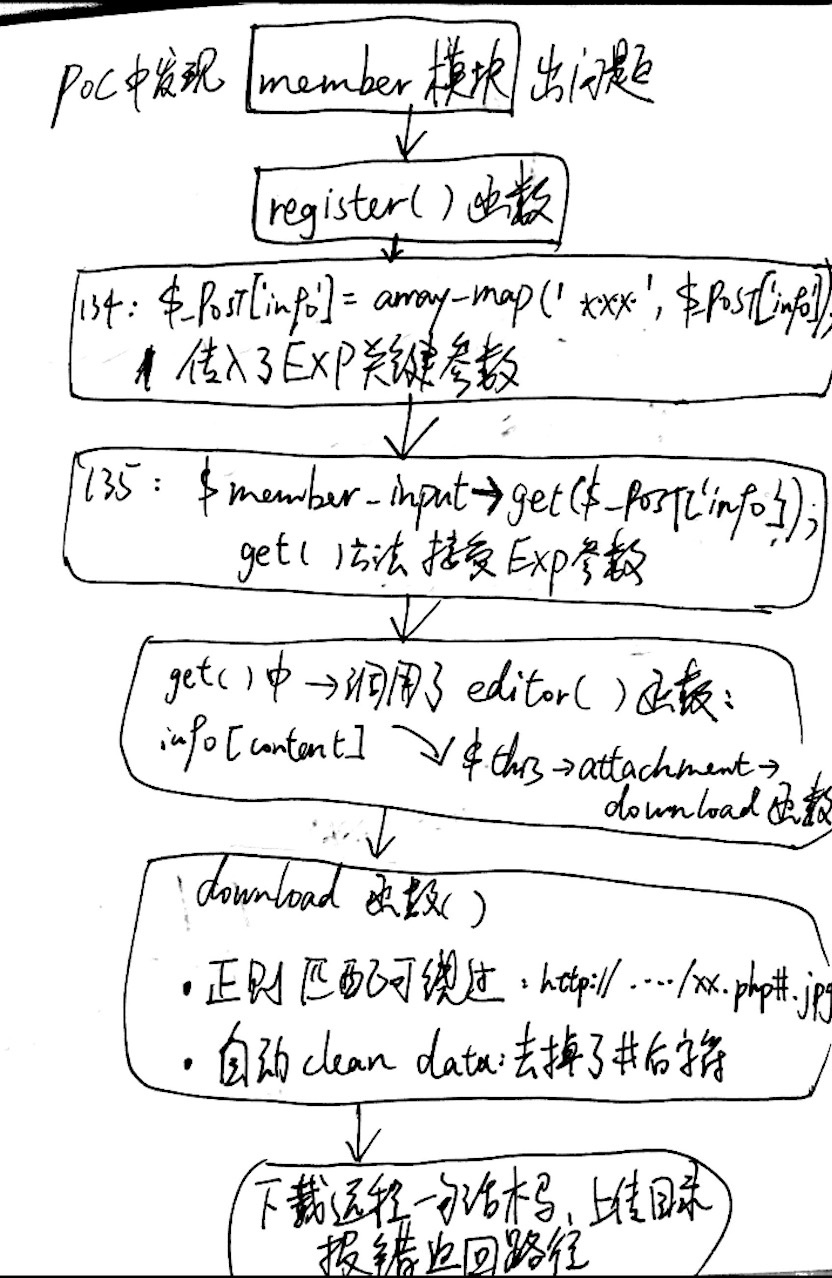 POC中发现 member 模块 出问题
register() 函数
134: $_POST['info'] = array_map('xxx', $_POST['info']);
传入了EXP关键参数
135: $member_input→get($_POST['info']);
get()方法 接受 Exp参数
get()中→调用了 editor()函数:
info[content] $this→attachment→
download函数
download 函数()
·正则 匹配可绕过:http://..../xx.php#.jpg
·自动 clean data:去掉了#后字符
下载远程一句话木马,上传目录
报错返回路径